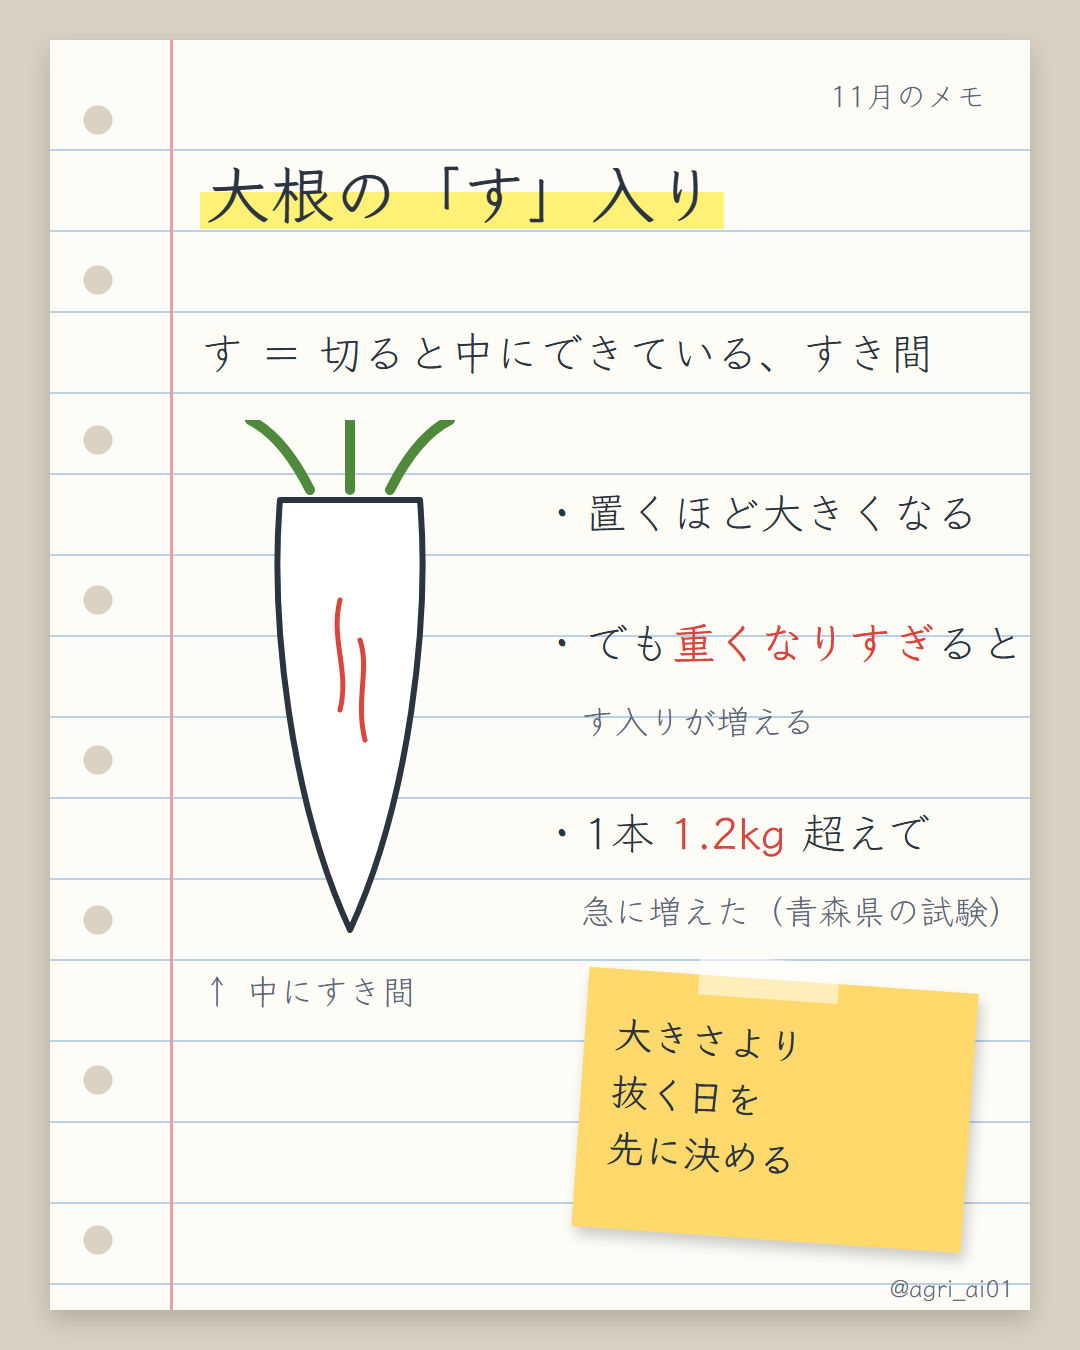 11月のメモ
大根の「す」入り
す ＝ 切ると中にできている、すき間
・置くほど大きくなる
・でも重くなりすぎると
す入りが増える
・1本 1.2kg 超えで
急に増えた（青森県の試験）
↑ 中にすき間
大きさより
抜く日を
先に決める
@agri_ai01